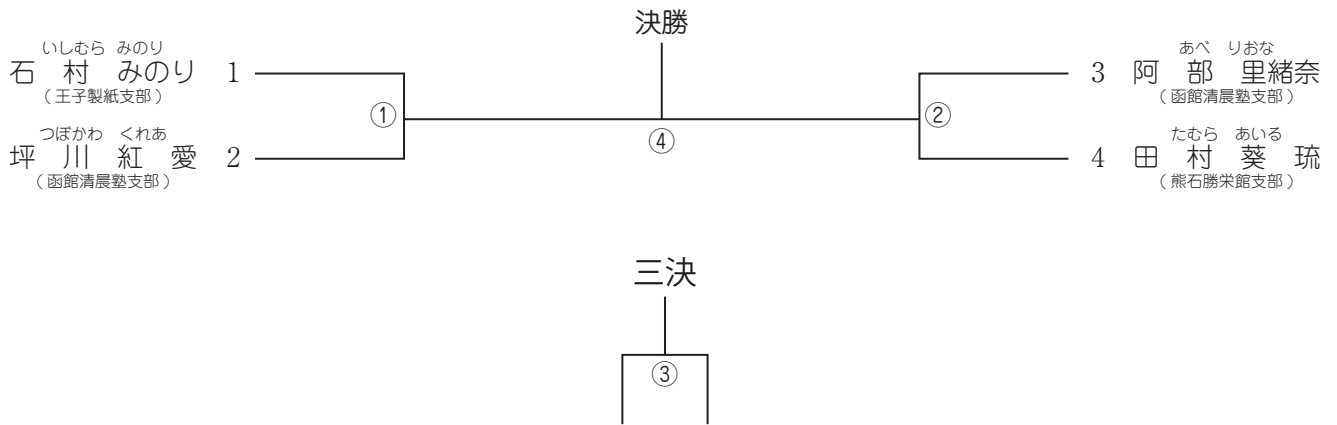 決勝
いしむら みのり
石村 みのり 1
（王子製紙支部）
①
つぼかわ くれあ
坪川紅愛 2
（函館清晨塾支部）
④
あべ りおな
3 阿部 里緒奈
（函館清晨塾支部）
②
たむら あいる
4 田村葵琉
（熊石勝栄館支部）
三決
③